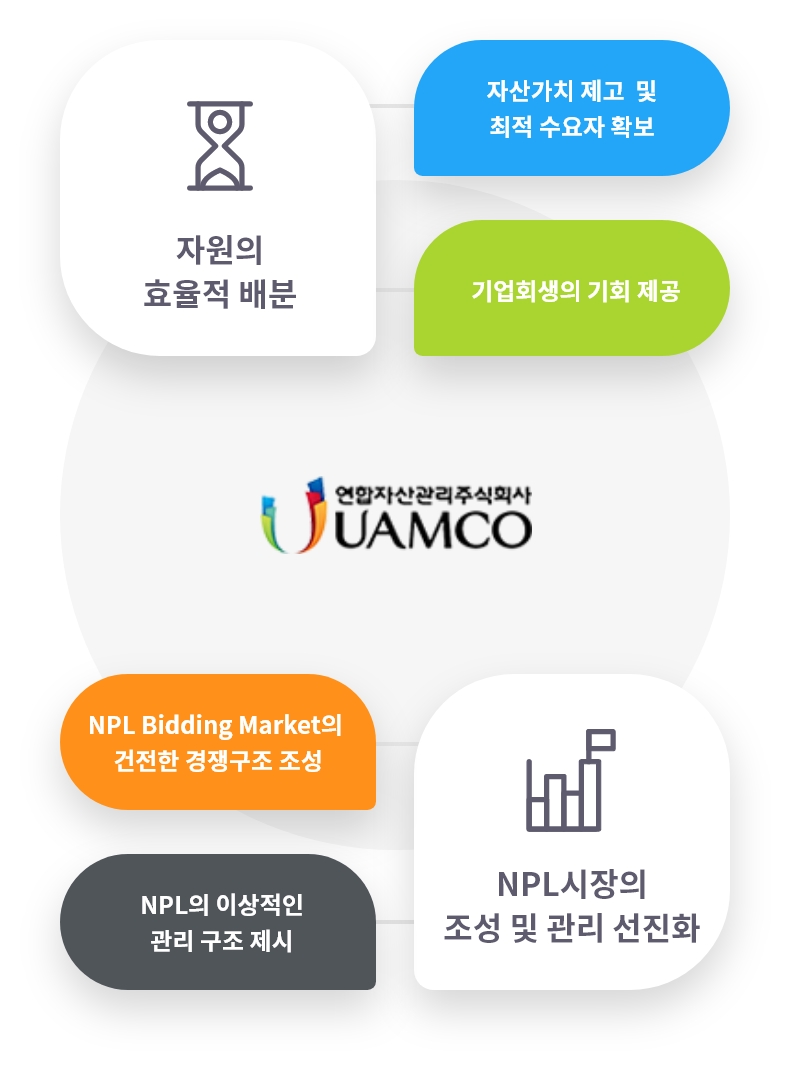 자원의
효율적 배분
자산가치 제고 및
최적 수요자 확보
기업회생의 기회 제공
연합자산관리주식회사
UAMCO
NPL Bidding Market의
건전한 경쟁구조 조성
NPL의 이상적인
관리 구조 제시
NPL시장의
조성 및 관리 선진화